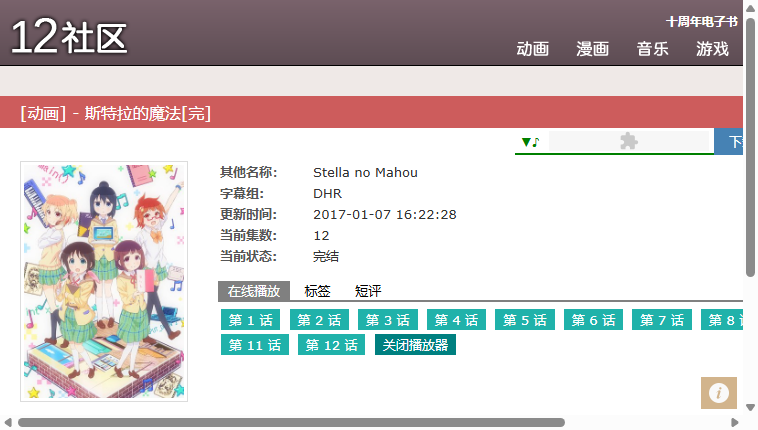 12社区
十周年电子书
动画 漫画 音乐 游戏
[动画] - 斯特拉的魔法[完]
▼♪
其他名称: Stella no Mahou
字幕组: DHR
更新时间: 2017-01-07 16:22:28
当前集数: 12
当前状态: 完结
在线播放 标签 短评
第 1 话 第 2 话 第 3 话 第 4 话 第 5 话 第 6 话 第 7 话 第 8
第 11 话 第 12 话 关闭播放器